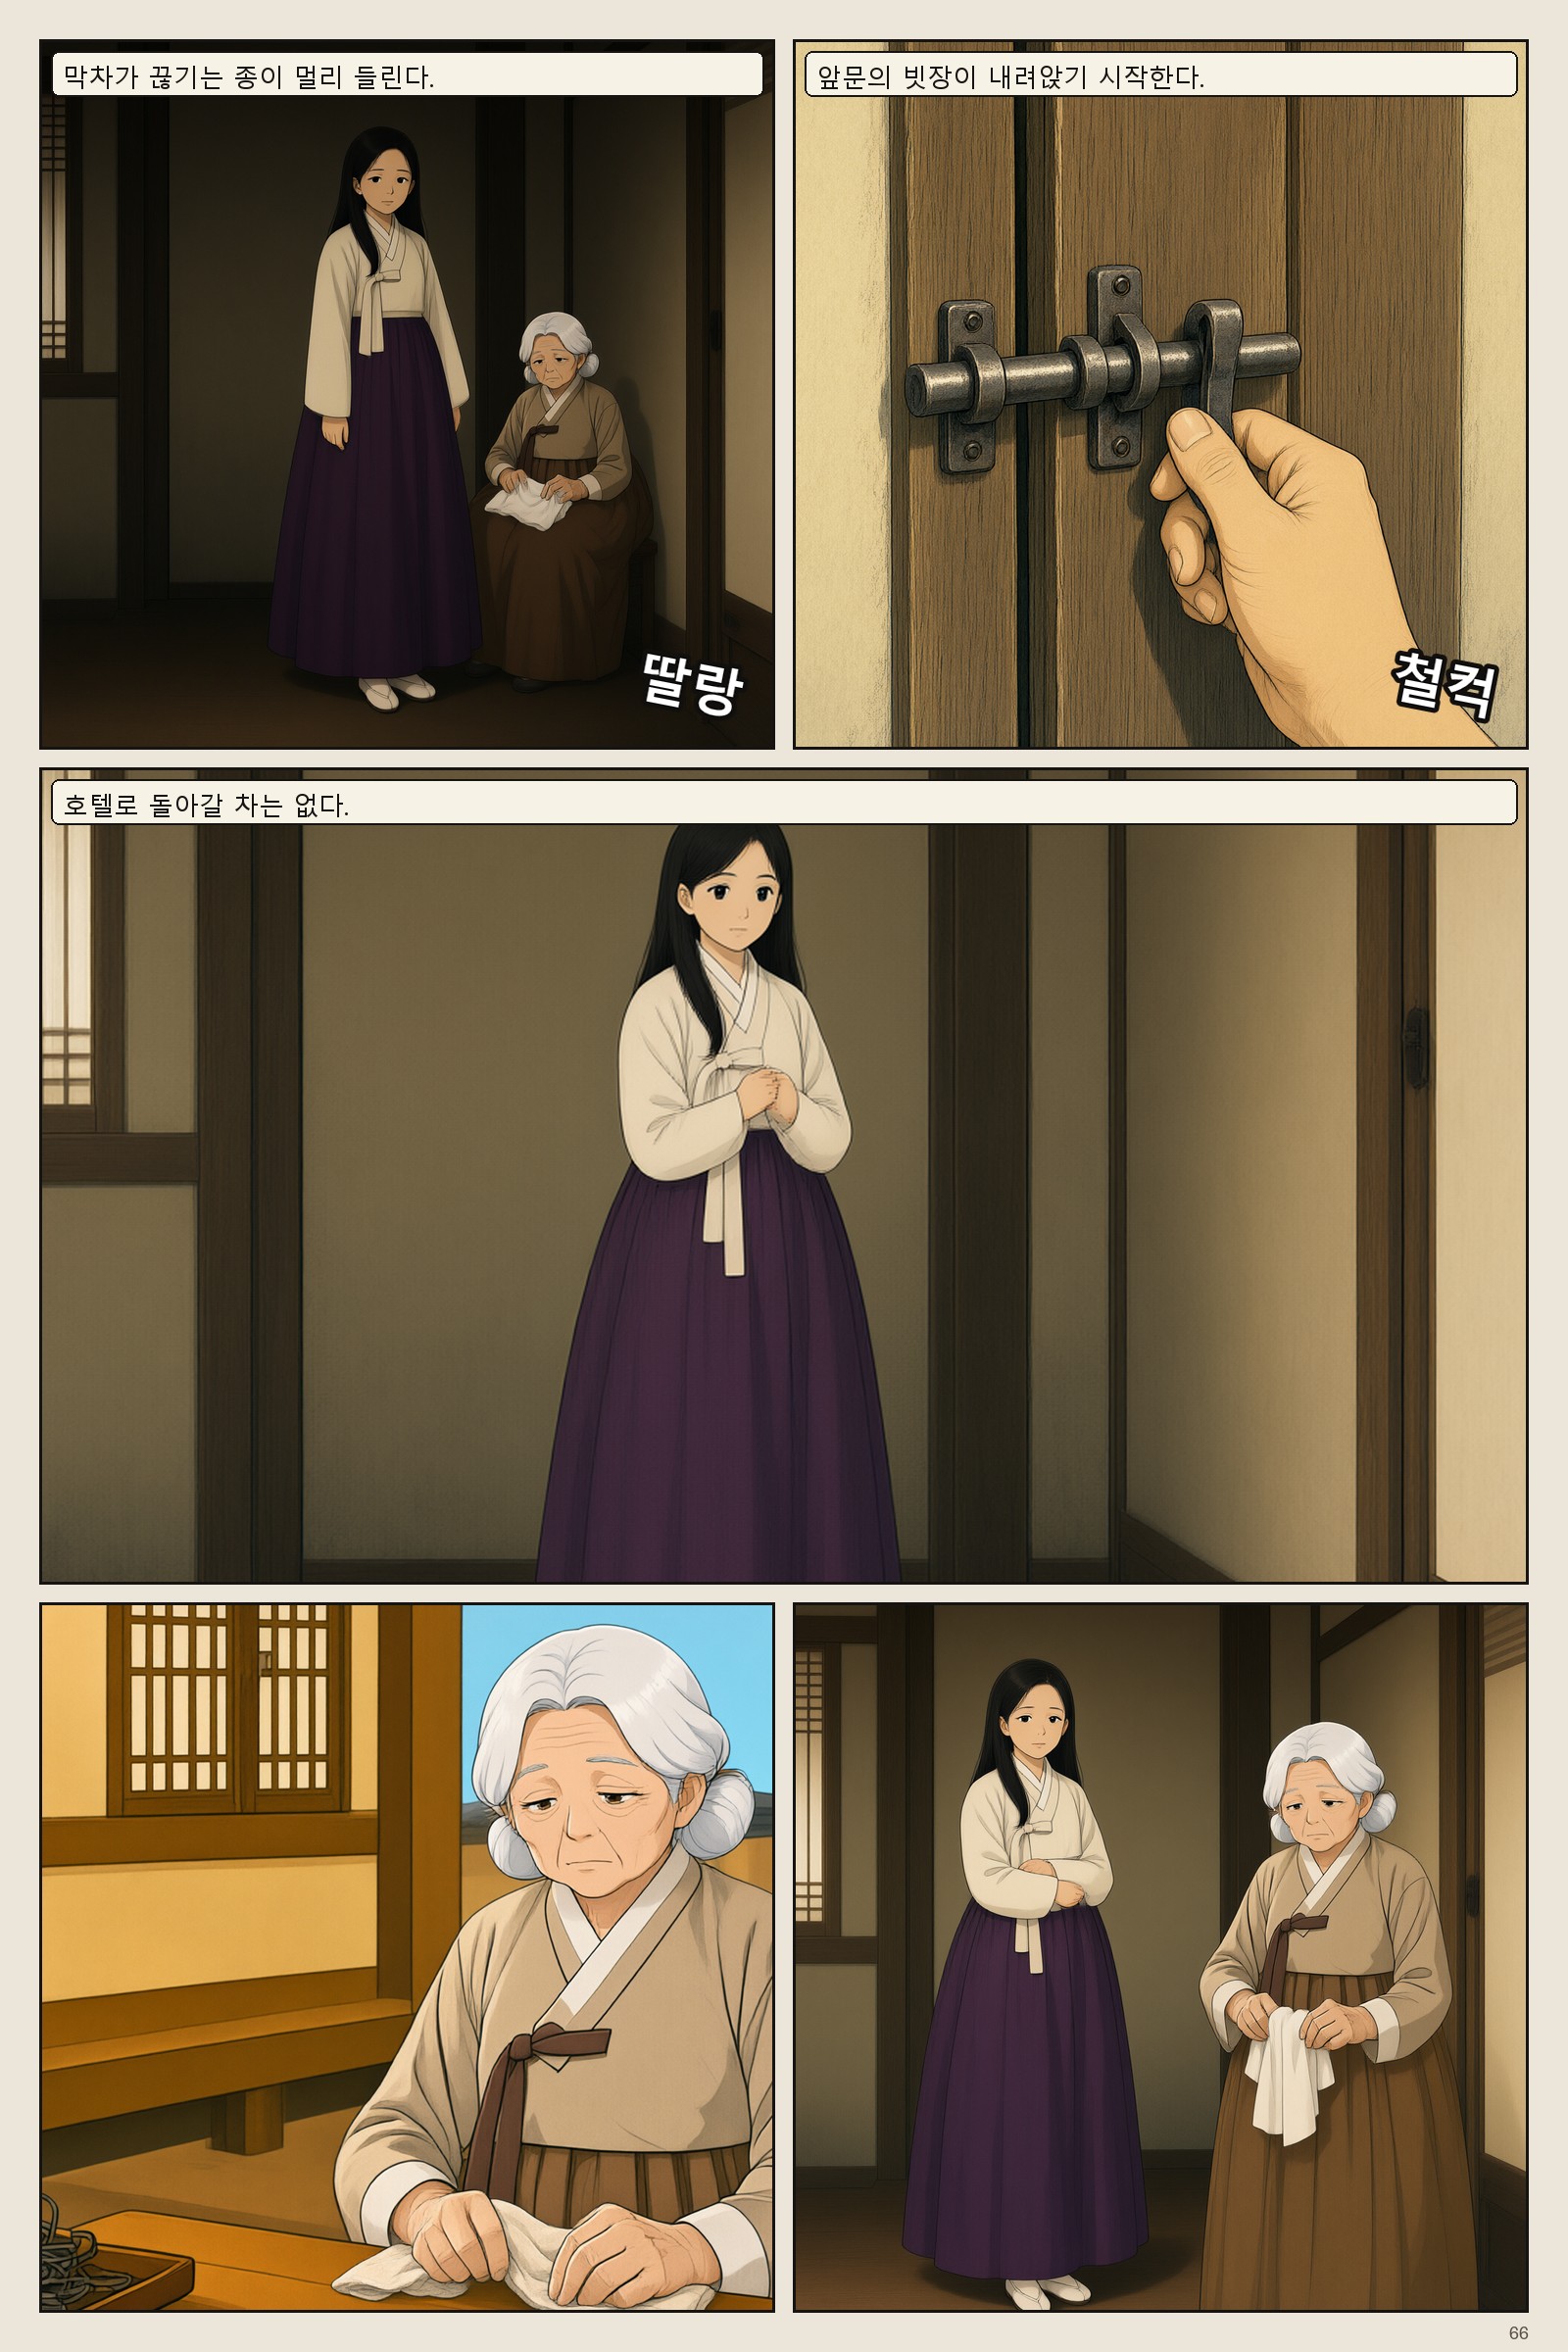 막차가 끊기는 종이 멀리 들린다.
딸랑
앞문의 빗장이 내려앉기 시작한다.
철컥
호텔로 돌아갈 차는 없다.
66